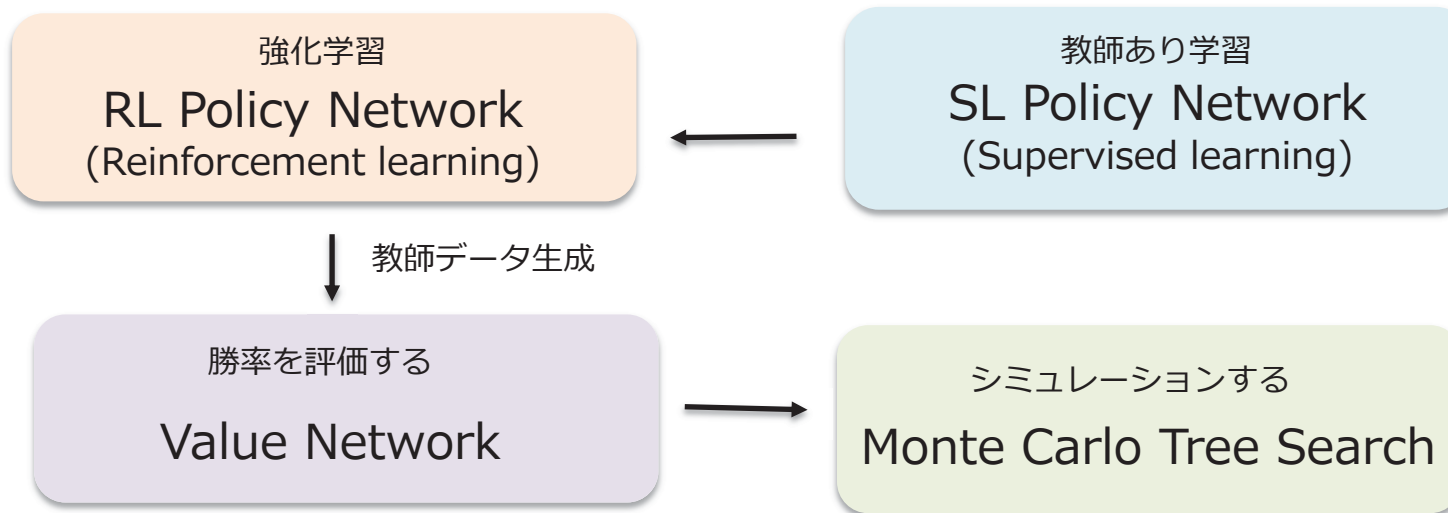 強化学習
RL Policy Network
(Reinforcement learning)
教師あり学習
SL Policy Network
(Supervised learning)
教師データ生成
勝率を評価する
Value Network
シミュレーションする
Monte Carlo Tree Search